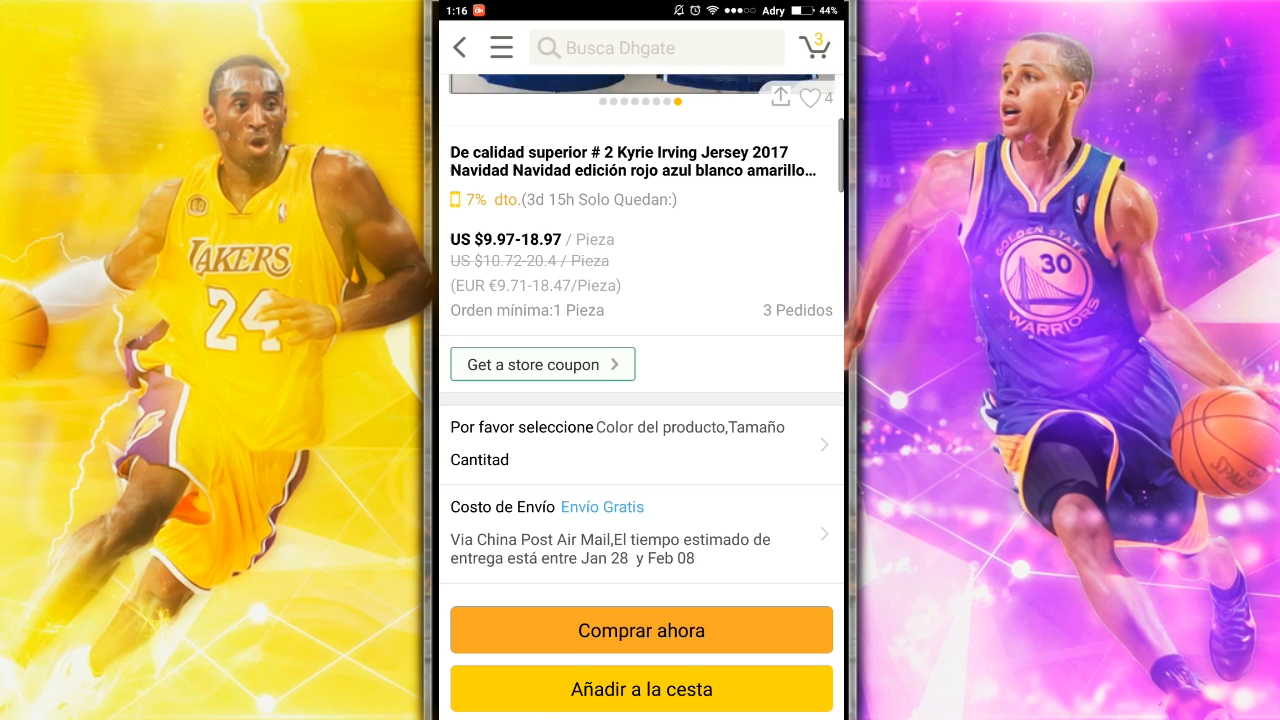 1:16
Adry
44%
Busca Dhgate
3
4
De calidad superior # 2 Kyrie Irving Jersey 2017
Navidad Navidad edición rojo azul blanco amarillo...
7% dto.(3d 15h Solo Quedan:)
US $9.97-18.97 / Pieza
US $10.72-20.4 / Pieza
(EUR €9.71-18.47/Pieza)
Orden mínima:1 Pieza
3 Pedidos
Get a store coupon
Por favor seleccione Color del producto,Tamaño
Cantitad
Costo de Envío Envío Gratis
Via China Post Air Mail,El tiempo estimado de
entrega está entre Jan 28 y Feb 08
Comprar ahora
Añadir a la cesta
LAKERS
24
GOLDEN STATE
30
WARRIORS
SPALDING